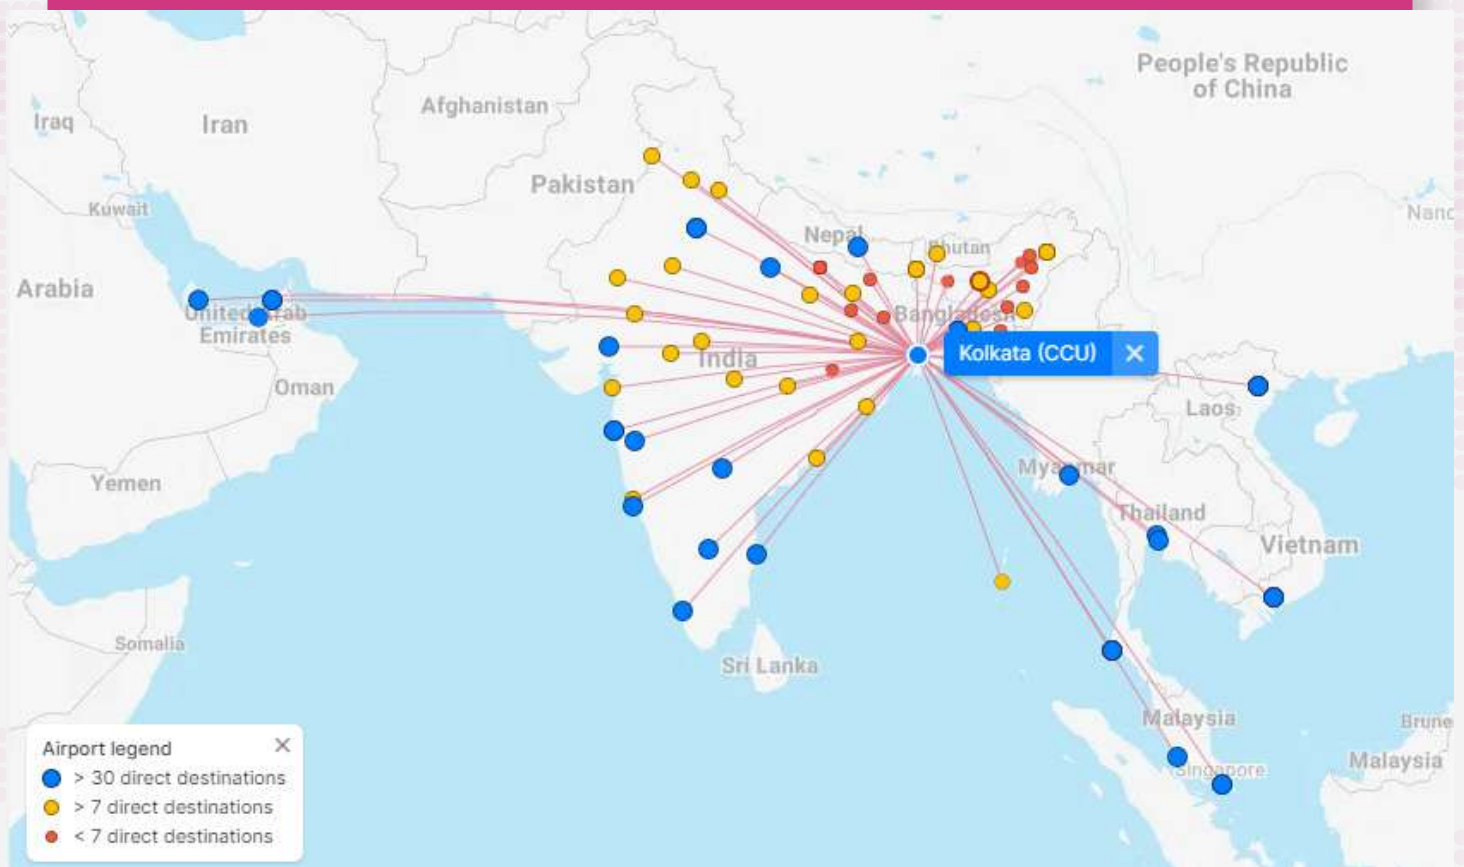 People's Republic
of China
Afghanistan
Iraq
Iran
Pakistan
Kuwait
Nepal
Bhutan
Arabia
United Arab
Emirates
Bangladesh
Kolkata (CCU)
India
Oman
Laos
Yemen
Myanmar
Thailand
Vietnam
Somalia
Sri Lanka
Malaysia
Brune
Singapore
Malaysia
Airport legend
> 30 direct destinations
> 7 direct destinations
< 7 direct destinations